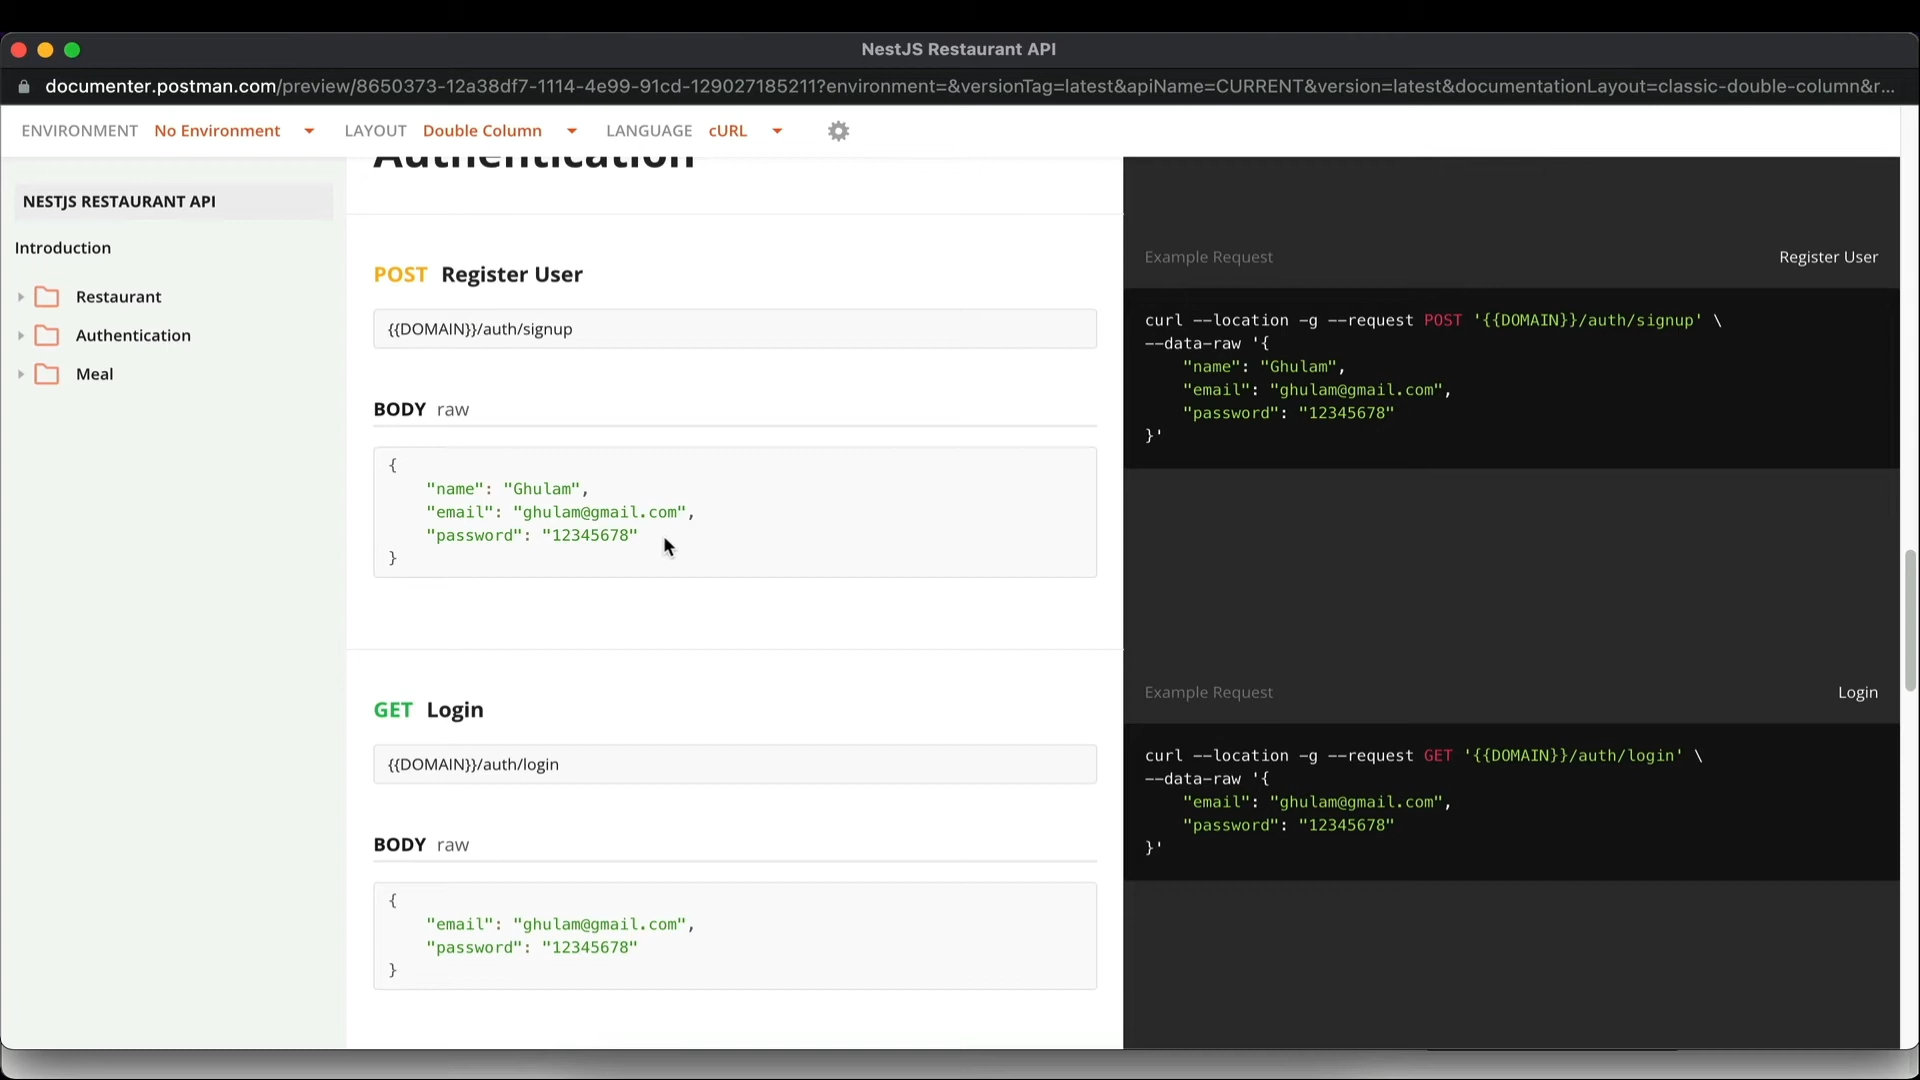 NestJS Restaurant API
documenter.postman.com/preview/8650373-12a38df7-1114-4e99-91cd-129027185211?environment=&versionTag=latest&apiName=CURRENT&version=latest&documentationLayout=classic-double-column&r...
ENVIRONMENT No Environment LAYOUT Double Column LANGUAGE cURL
NESTJS RESTAURANT API
Introduction
Restaurant
Authentication
Meal
Authentication
POST Register User
{{DOMAIN}}/auth/signup
BODY raw
{
"name": "Ghulam",
"email": "ghulam@gmail.com",
"password": "12345678"
}
GET Login
{{DOMAIN}}/auth/login
BODY raw
{
"email": "ghulam@gmail.com",
"password": "12345678"
}
Example Request Register User
curl --location -g --request POST '{{DOMAIN}}/auth/signup' \
--data-raw '{
"name": "Ghulam",
"email": "ghulam@gmail.com",
"password": "12345678"
}'
Example Request Login
curl --location -g --request GET '{{DOMAIN}}/auth/login' \
--data-raw '{
"email": "ghulam@gmail.com",
"password": "12345678"
}'